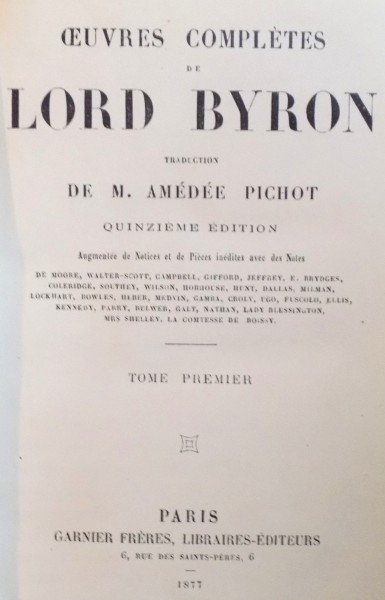 ŒUVRES COMPLÈTES
DE
LORD BYRON
TRADUCTION
DE M. AMÉDÉE PICHOT
QUINZIÈME ÉDITION
Augmentée de Notices et de Pièces inédites avec des Notes
DE MOORE, WALTER-SCOTT, CAMPBELL, GIFFORD, JEFFREY, E. BRYDGES,
COLERIDGE, SOUTHEY, WILSON, HOBHOUSE, HUNT, DALLAS, MILMAN,
LOCKHART, BOWLES, HEBER, MEDVIN, GAMBA, CROLY, UGO, FUSCOLO, ELLIS,
KENNEDY, PARRY, BULWER, GALT, NATHAN, LADY BLESSINGTON,
MRS SHELLEY, LA COMTESSE DE BOISSY.
TOME PREMIER
PARIS
GARNIER FRÈRES, LIBRAIRES-ÉDITEURS
6, RUE DES SAINTS-PÈRES, 6
1877